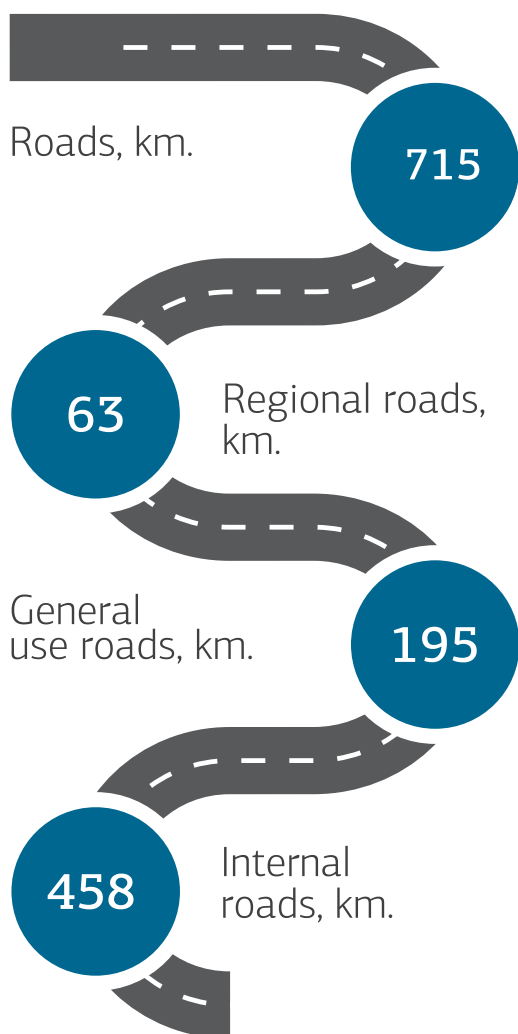 Roads, km.
715
63
Regional roads,
km.
General
use roads, km.
195
458
Internal
roads, km.